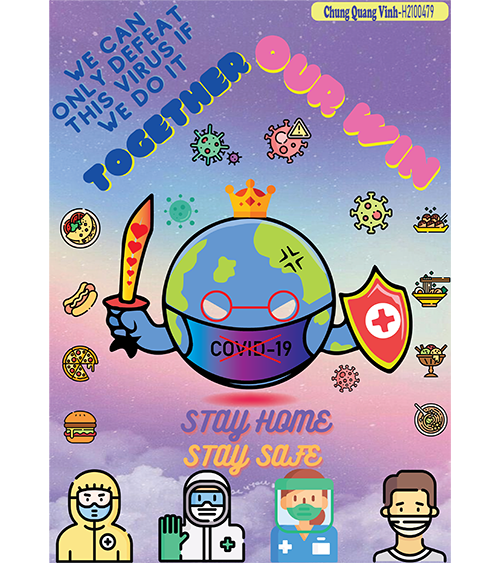 Chung Quang Vinh-H2100479
WE CAN
ONLY DEFEAT
THIS VIRUS IF
WE DO IT
TOGETHER
OUR WIN
COVID-19
STAY HOME
STAY SAFE